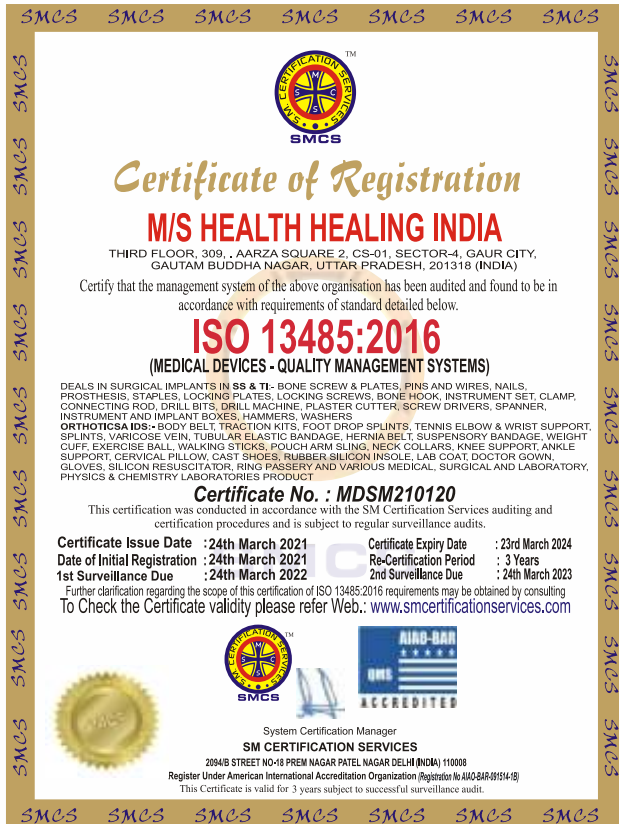 SMCS SMCS SMCS SMCS SMCS SMCS SMCS SMCS
TM
S.M. CERTIFICATION SERVICES
M
S C
S
SMCS
Certificate of Registration
M/S HEALTH HEALING INDIA
THIRD FLOOR, 309, . AARZA SQUARE 2, CS-01, SECTOR-4, GAUR CITY,
GAUTAM BUDDHA NAGAR, UTTAR PRADESH, 201318 (INDIA)
Certify that the management system of the above organisation has been audited and found to be in
accordance with requirements of standard detailed below.
ISO 13485:2016
(MEDICAL DEVICES - QUALITY MANAGEMENT SYSTEMS)
DEALS IN SURGICAL IMPLANTS IN SS & TI:- BONE SCREW & PLATES, PINS AND WIRES, NAILS,
PROSTHESIS, STAPLES, LOCKING PLATES, LOCKING SCREWS, BONE HOOK, INSTRUMENT SET, CLAMP,
CONNECTING ROD, DRILL BITS, DRILL MACHINE, PLASTER CUTTER, SCREW DRIVERS, SPANNER,
INSTRUMENT AND IMPLANT BOXES, HAMMERS, WASHERS
ORTHOTICSA IDS:- BODY BELT, TRACTION KITS, FOOT DROP SPLINTS, TENNIS ELBOW & WRIST SUPPORT,
SPLINTS, VARICOSE VEIN, TUBULAR ELASTIC BANDAGE, HERNIA BELT, SUSPENSORY BANDAGE, WEIGHT
CUFF, EXERCISE BALL, WALKING STICKS, POUCH ARM SLING, NECK COLLARS, KNEE SUPPORT, ANKLE
SUPPORT, CERVICAL PILLOW, CAST SHOES, RUBBER SILICON INSOLE, LAB COAT, DOCTOR GOWN,
GLOVES, SILICON RESUSCITATOR, RING PASSERY AND VARIOUS MEDICAL, SURGICAL AND LABORATORY,
PHYSICS & CHEMISTRY LABORATORIES PRODUCT
Certificate No. : MDSM210120
This certification was conducted in accordance with the SM Certification Services auditing and
certification procedures and is subject to regular surveillance audits.
Certificate Issue Date : 24th March 2021 Certificate Expiry Date : 23rd March 2024
Date of Initial Registration : 24th March 2021 Re-Certification Period : 3 Years
1st Surveillance Due : 24th March 2022 2nd Surveillance Due : 24th March 2023
Further clarification regarding the scope of this certification of ISO 13485:2016 requirements may be obtained by consulting
To Check the Certificate validity please refer Web.: www.smcertificationservices.com
TM
S.M. CERTIFICATION SERVICES
SMCS
AIAO-BAR
QMS
ACCREDITED
SMCS
System Certification Manager
SM CERTIFICATION SERVICES
2094/B STREET NO-18 PREM NAGAR PATEL NAGAR DELHI (INDIA) 110008
Register Under American International Accreditation Organization (Registration No AIAO-BAR-091514-1B)
This Certificate is valid for 3 years subject to successful surveillance audit.
SMCS SMCS SMCS SMCS SMCS SMCS SMCS SMCS